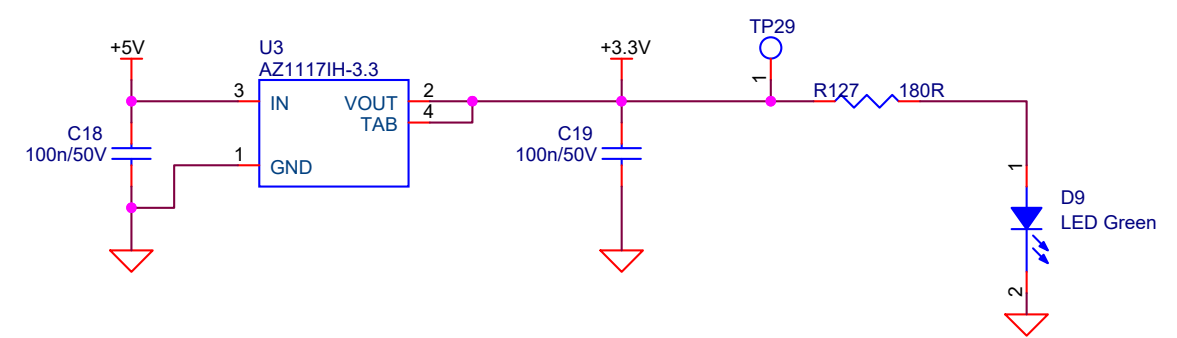 TP29
1
+5V
U3
AZ1117IH-3.3
+3.3V
3
IN
VOUT
2
TAB
4
R127
180R
C18
100n/50V
1
GND
C19
100n/50V
1
D9
LED Green
2